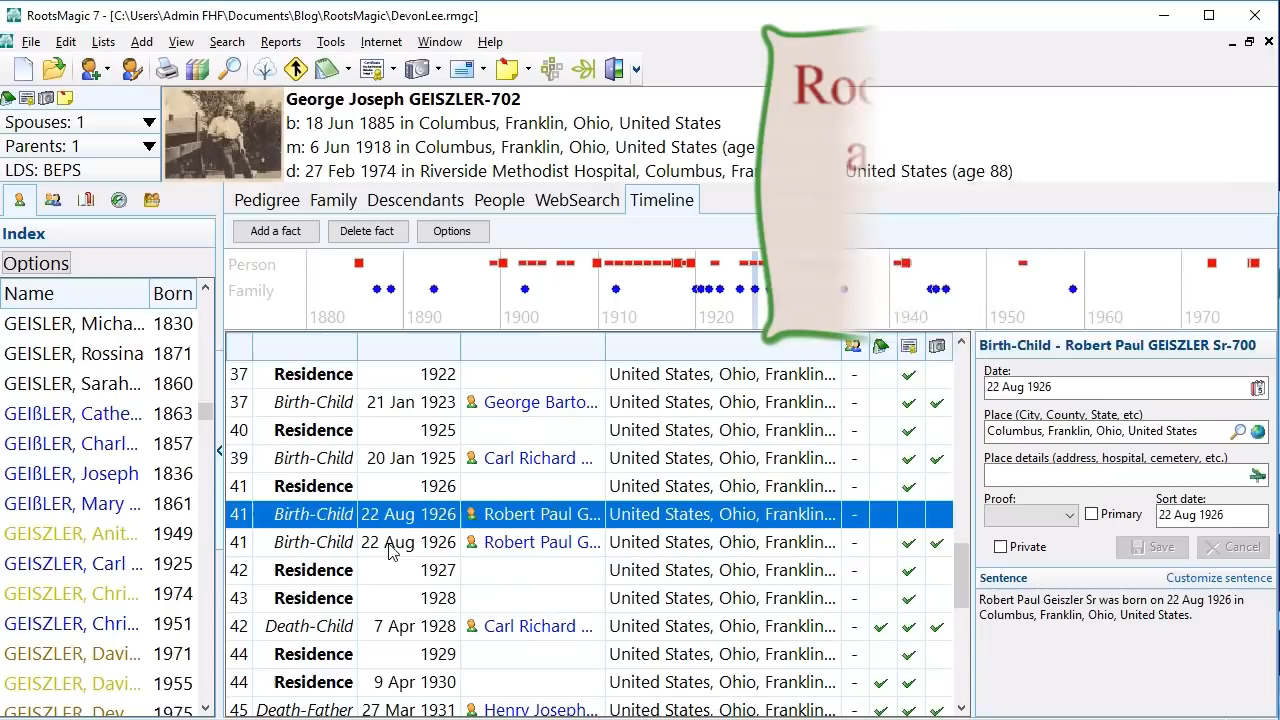 RootsMagic 7 - [C:\Users\Admin FHF\Documents\Blog\RootsMagic\DevonLee.rmgc]
File Edit Lists Add View Search Reports Tools Internet Window Help
George Joseph GEISZLER-702
b: 18 Jun 1885 in Columbus, Franklin, Ohio, United States
Spouses: 1
m: 6 Jun 1918 in Columbus, Franklin, Ohio, United States (age
Parents: 1
d: 27 Feb 1974 in Riverside Methodist Hospital, Columbus, Fra United States (age 88)
LDS: BEPS
Roo
a
Pedigree Family Descendants People WebSearch Timeline
Index
Add a fact Delete fact Options
Options
Person
Family
1880 1890 1900 1910 1920 1940 1950 1960 1970
Name Born
GEISLER, Micha... 1830
GEISLER, Rossina 1871
GEISLER, Sarah... 1860
GEIßLER, Cathe... 1863
GEIßLER, Charl... 1857
GEIßLER, Joseph 1836
GEIßLER, Mary ... 1861
GEISZLER, Anit... 1949
GEISZLER, Carl ... 1925
GEISZLER, Chri... 1974
GEISZLER, Chri... 1951
GEISZLER, Davi... 1971
GEISZLER, Davi... 1955
GEISZLER, Dev... 1975
37 Residence 1922 United States, Ohio, Franklin... -
37 Birth-Child 21 Jan 1923 George Barto... United States, Ohio, Franklin... -
40 Residence 1925 United States, Ohio, Franklin... -
39 Birth-Child 20 Jan 1925 Carl Richard ... United States, Ohio, Franklin... -
41 Residence 1926 United States, Ohio, Franklin... -
41 Birth-Child 22 Aug 1926 Robert Paul G... United States, Ohio, Franklin... -
41 Birth-Child 22 Aug 1926 Robert Paul G... United States, Ohio, Franklin... -
42 Residence 1927 United States, Ohio, Franklin... -
43 Residence 1928 United States, Ohio, Franklin... -
42 Death-Child 7 Apr 1928 Carl Richard ... United States, Ohio, Franklin... -
44 Residence 1929 United States, Ohio, Franklin... -
44 Residence 9 Apr 1930 United States, Ohio, Franklin... -
45 Death-Father 27 Mar 1931 Henry Joseph... United States, Ohio, Franklin... -
Birth-Child - Robert Paul GEISZLER Sr-700
Date:
22 Aug 1926
Place (City, County, State, etc)
Columbus, Franklin, Ohio, United States
Place details (address, hospital, cemetery, etc.)
Proof: Primary Sort date:
22 Aug 1926
Private Save Cancel
Sentence Customize sentence
Robert Paul Geiszler Sr was born on 22 Aug 1926 in
Columbus, Franklin, Ohio, United States.